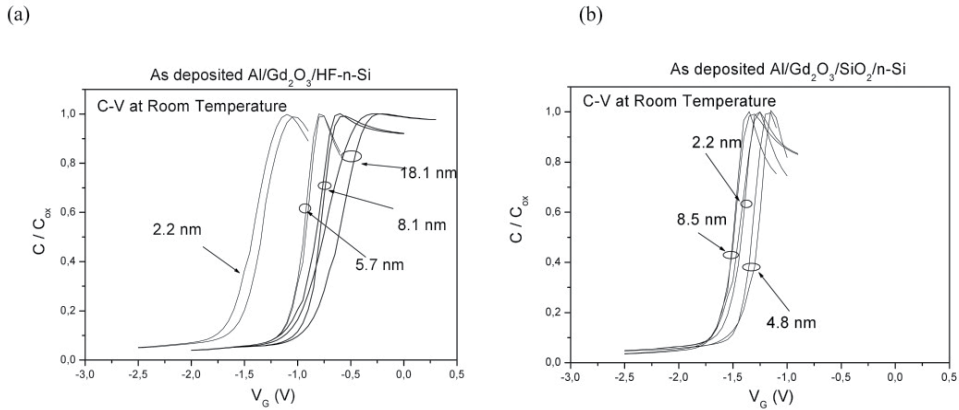 (a)
(b)
As deposited Al/Gd₂O₃/HF-n-Si
C-V at Room Temperature
1,0
0,8
0,6
0,4
0,2
0,0
C / Cₒₓ
2.2 nm
18.1 nm
8.1 nm
5.7 nm
-3,0 -2,5 -2,0 -1,5 -1,0 -0,5 0,0 0,5
V_G (V)
As deposited Al/Gd₂O₃/SiO₂/n-Si
C-V at Room Temperature
1,0
0,8
0,6
0,4
0,2
0,0
C / Cₒₓ
2.2 nm
8.5 nm
4.8 nm
-3,0 -2,5 -2,0 -1,5 -1,0 -0,5 0,0 0,5
V_G (V)